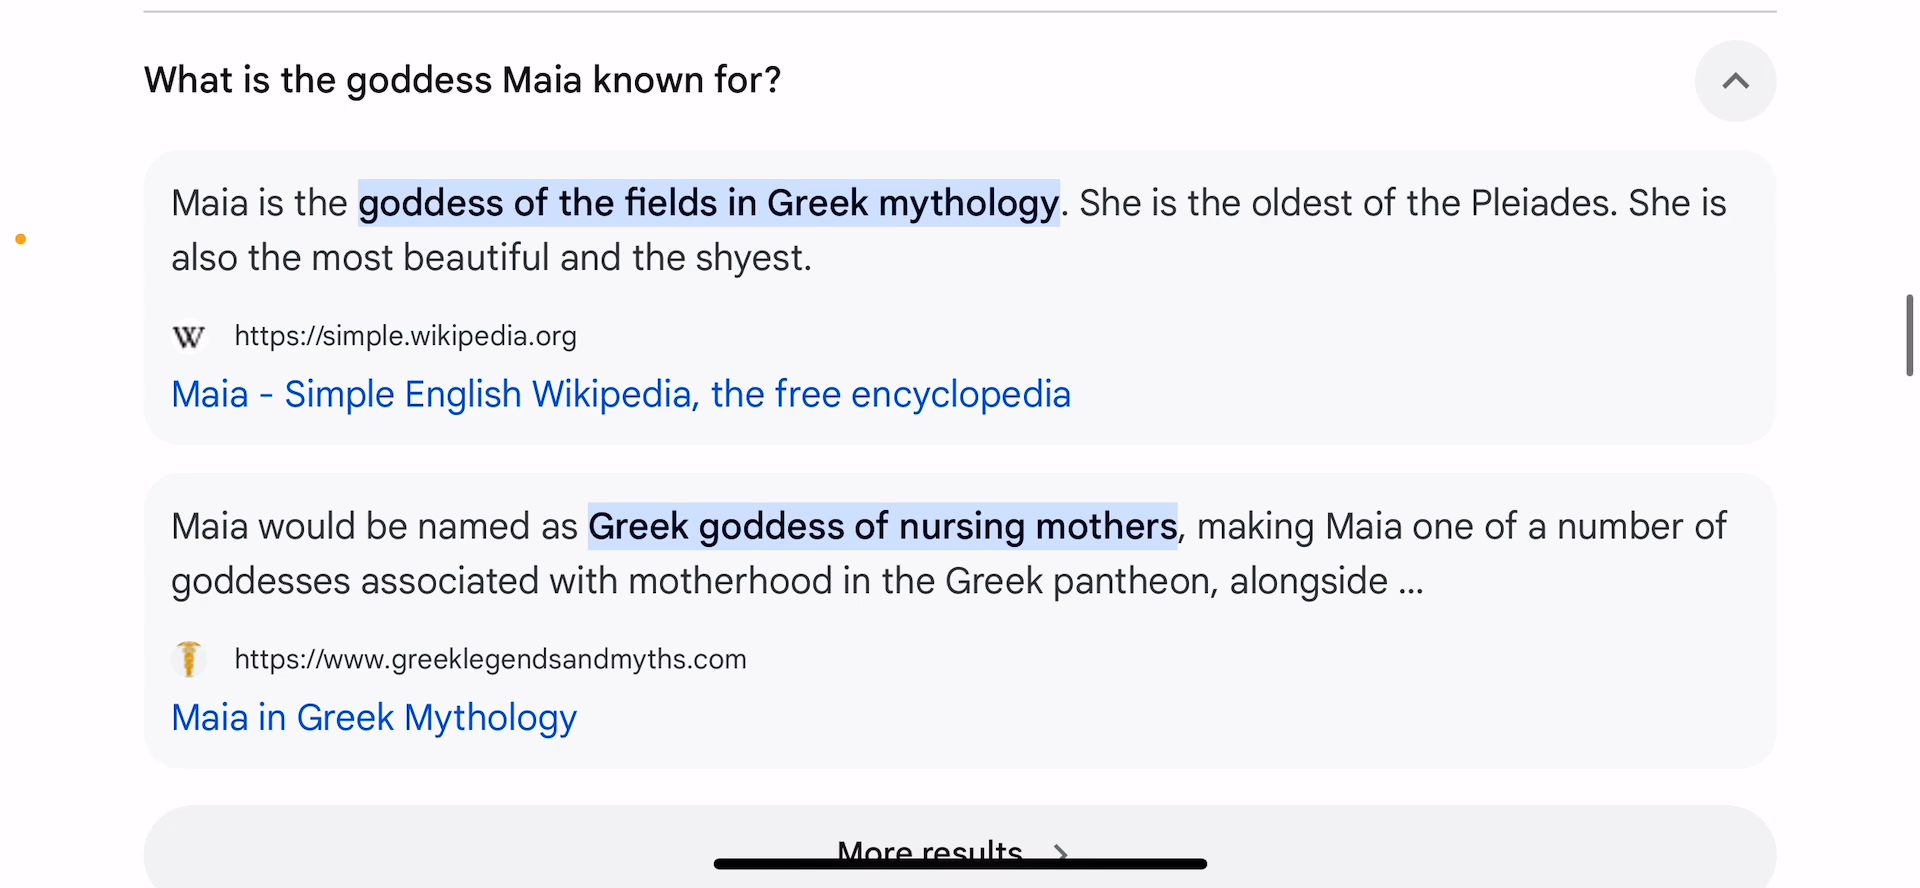 What is the goddess Maia known for?
Maia is the goddess of the fields in Greek mythology. She is the oldest of the Pleiades. She is
also the most beautiful and the shyest.
W https://simple.wikipedia.org
Maia - Simple English Wikipedia, the free encyclopedia
Maia would be named as Greek goddess of nursing mothers, making Maia one of a number of
goddesses associated with motherhood in the Greek pantheon, alongside ...
https://www.greeklegendsandmyths.com
Maia in Greek Mythology
More results